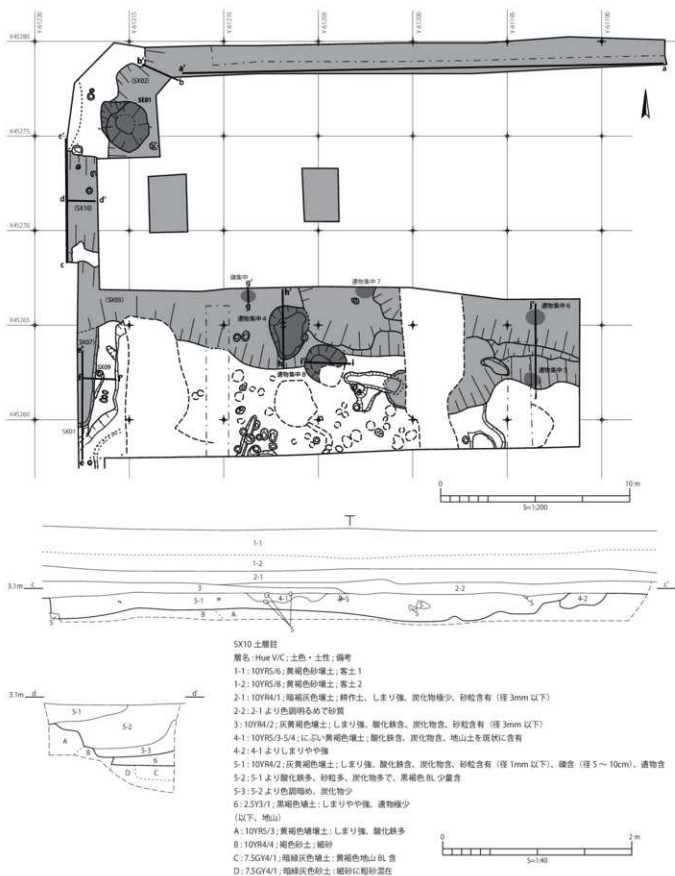 Y-61220
Y-61215
Y-61210
Y-61205
Y-61200
Y-61195
Y-61190
X45280
X45275
X45270
X45265
X45260
b'
a'
b
a
(SX02)
SE01
c'
d
d'
(SX10)
c
(SX05)
礫集中
g'
g
h'
遺物集中7
遺物集中4
遺物集中8
i
j'
遺物集中6
遺物集中5
(SX07)
SX09
SX01
0
10 m
S=1:200
1-1
1-2
2-1
2-2
3
3.1m
c
c'
5-1
4-1
4-2
B
A
S
3.1m
d
d'
5-1
5-2
5-3
6
A
B
C
D
SX10 土層註
層名 : Hue V/C ; 土色・土性 ; 備考
1-1 : 10YR5/6 ; 黄褐色砂壌土 ; 客土1
1-2 : 10YR5/8 ; 黄褐色砂壌土 ; 客土2
2-1 : 10YR4/1 ; 暗褐灰色壌土 ; 耕作土、しまり強、炭化物極少、砂粒含有（径 3mm 以下）
2-2 : 2-1 より色調明るめで砂質
3 : 10YR4/2 ; 灰黄褐色壌土 ; しまり強、酸化鉄含、炭化物含、砂粒含有（径 3mm 以下）
4-1 : 10YR5/3-5/4 ; にぶい黄褐色壌土 ; 酸化鉄含、炭化物含、地山土を斑状に含有
4-2 : 4-1 よりしまりやや強
5-1 : 10YR4/2 ; 灰黄褐色壌土 ; しまり強、酸化鉄含、炭化物含、砂粒含有（径 1mm 以下）、礫含（径 5 ～ 10cm）、遺物含
5-2 : 5-1 より酸化鉄多、砂粒多、炭化物多で、黒褐色 BL 少量含
5-3 : 5-2 より色調暗め、炭化物少
6 : 2.5Y3/1 ; 黒褐色埴土 ; しまりやや強、遺物極少
（以下、地山）
A : 10YR5/3 ; 黄褐色埴壌土 ; しまり強、酸化鉄多
B : 10YR4/4 ; 褐色砂土 ; 細砂
C : 7.5GY4/1 ; 暗緑灰色埴土 ; 黄褐色地山 BL 含
D : 7.5GY4/1 ; 暗緑灰色砂土 ; 細砂に粗砂混在
0
2 m
S=1:40